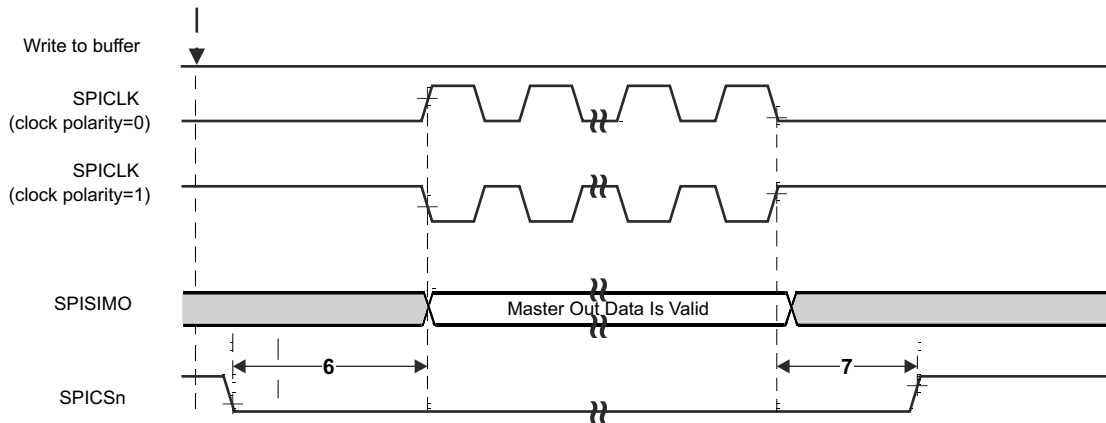 Write to buffer
SPICLK
(clock polarity=0)
SPICLK
(clock polarity=1)
SPISIMO
Master Out Data Is Valid
6
7
SPICSn